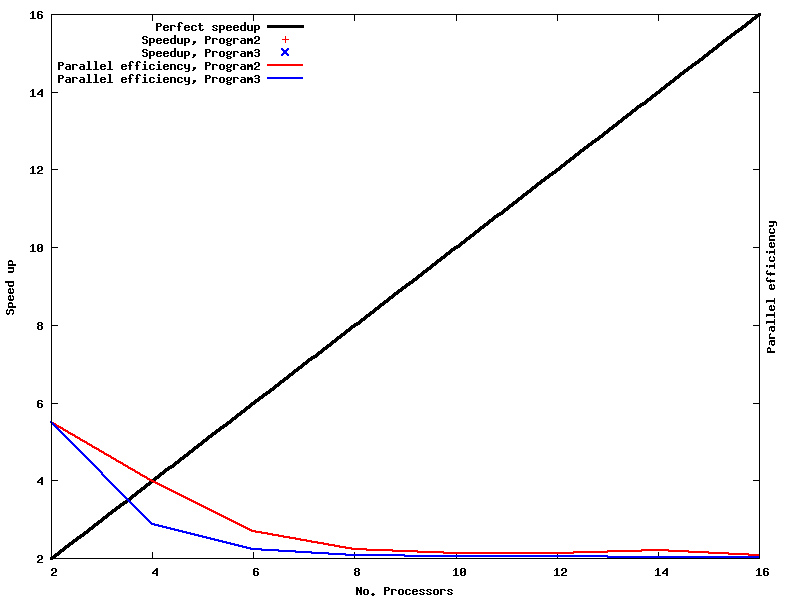 Perfect speedup
Speedup, Program2
Speedup, Program3
Parallel efficiency, Program2
Parallel efficiency, Program3
16
14
12
10
8
6
4
2
Speed up
Parallel efficiency
2 4 6 8 10 12 14 16
No. Processors